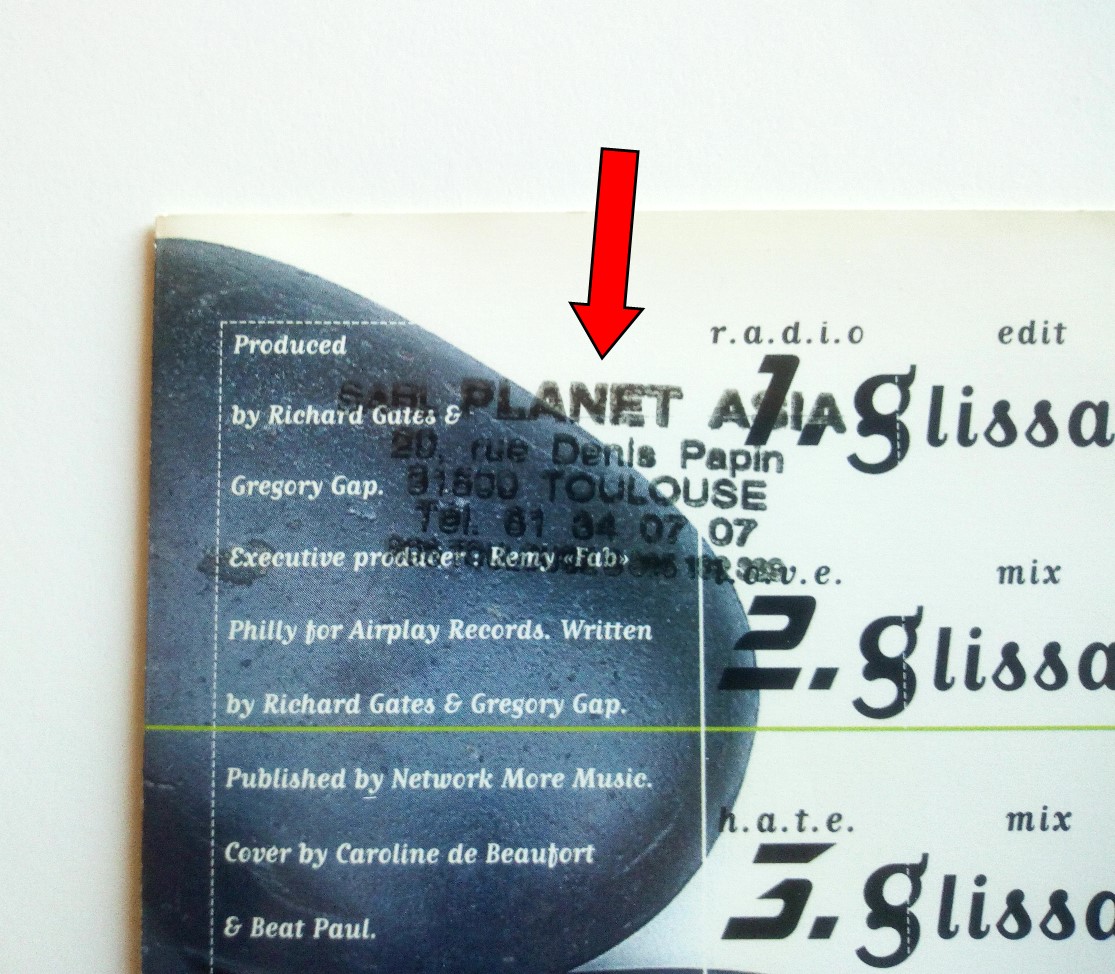 Produced
by Richard Gates &
Gregory Gap.
Executive producer : Remy «Fab»
Philly for Airplay Records. Written
by Richard Gates & Gregory Gap.
Published by Network More Music.
Cover by Caroline de Beaufort
& Beat Paul.
SARL PLANET ASIA
20, rue Denis Papin
TOULOUSE
Tel. 61 34 07 07
r.a.d.i.o edit
1. glissa
l.o.v.e. mix
2. glissa
h.a.t.e. mix
3. glissa